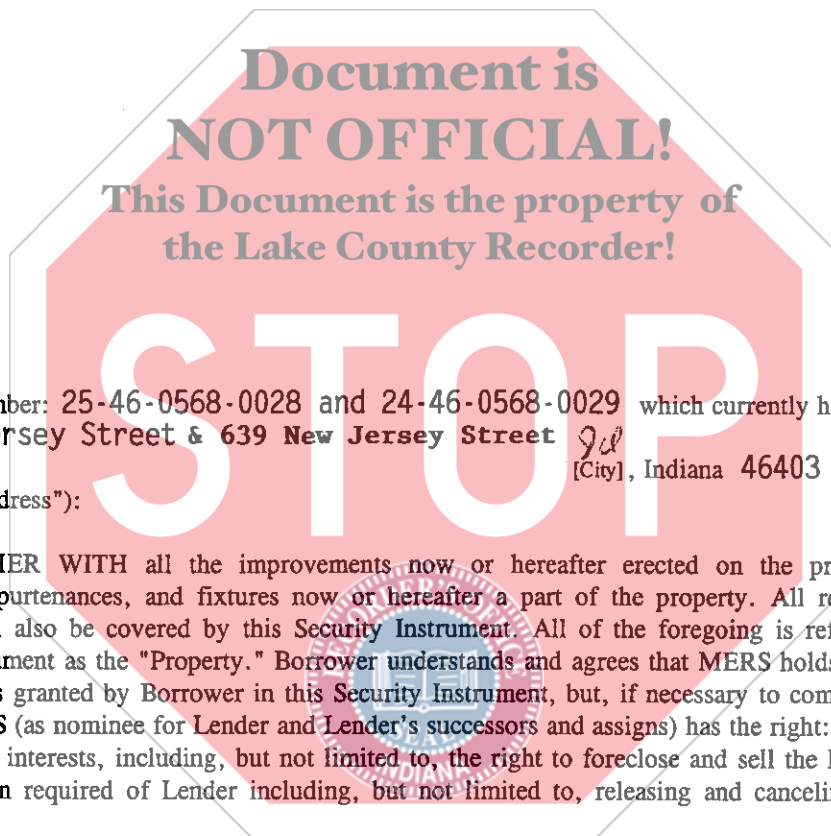 Document is
NOT OFFICIAL!
This Document is the property of
the Lake County Recorder!
STOP
nber: 25-46-0568-0028 and 24-46-0568-0029 which currently h
rsey Street & 639 New Jersey Street
[City], Indiana 46403
dress"):
IER WITH all the improvements now or hereafter erected on the pr
purtenances, and fixtures now or hereafter a part of the property. All re
also be covered by this Security Instrument. All of the foregoing is ref
ument as the "Property." Borrower understands and agrees that MERS holds
s granted by Borrower in this Security Instrument, but, if necessary to com
S (as nominee for Lender and Lender's successors and assigns) has the right:
interests, including, but not limited to, the right to foreclose and sell the
n required of Lender including, but not limited to, releasing and canceli
SEAL
INDIANA